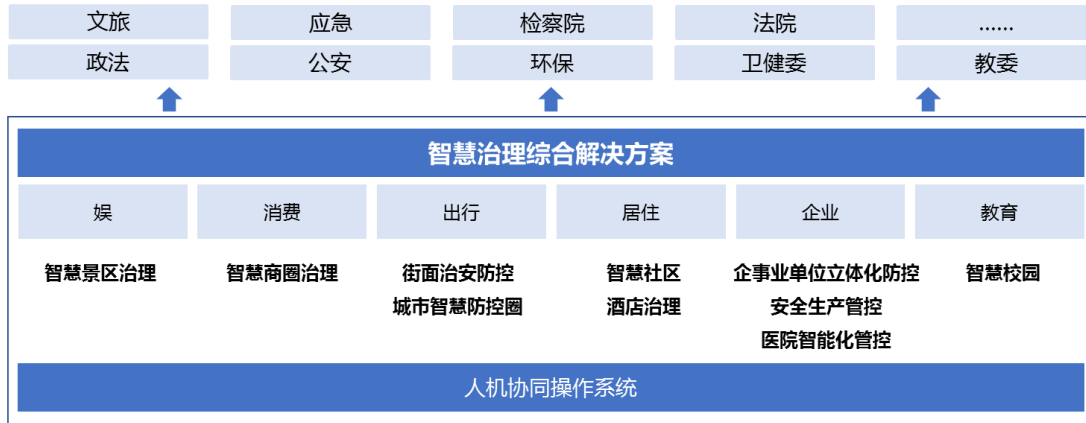 文旅 应急 检察院 法院 ......
政法 公安 环保 卫健委 教委
智慧治理综合解决方案
娱 消费 出行 居住 企业 教育
智慧景区治理 智慧商圈治理 街面治安防控 智慧社区 企事业单位立体化防控 智慧校园
城市智慧防控圈 酒店治理 安全生产管控
医院智能化管控
人机协同操作系统